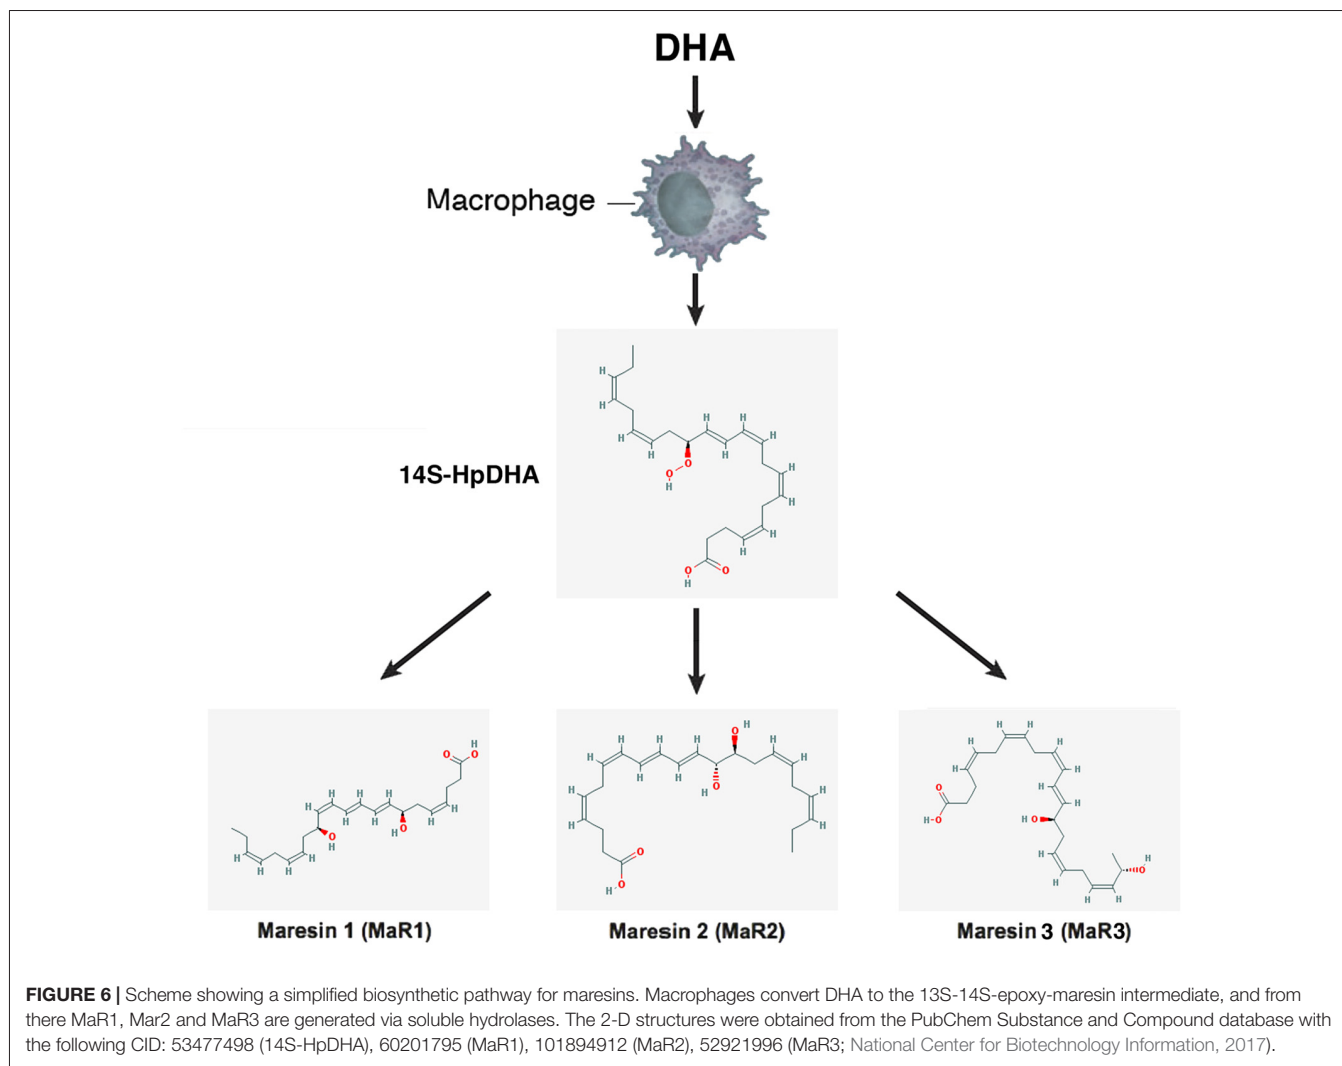 DHA
Macrophage
14S-HpDHA
Maresin 1 (MaR1)
Maresin 2 (MaR2)
Maresin 3 (MaR3)
FIGURE 6 | Scheme showing a simplified biosynthetic pathway for maresins. Macrophages convert DHA to the 13S-14S-epoxy-maresin intermediate, and from
there MaR1, Mar2 and MaR3 are generated via soluble hydrolases. The 2-D structures were obtained from the PubChem Substance and Compound database with
the following CID: 53477498 (14S-HpDHA), 60201795 (MaR1), 101894912 (MaR2), 52921996 (MaR3; National Center for Biotechnology Information, 2017).